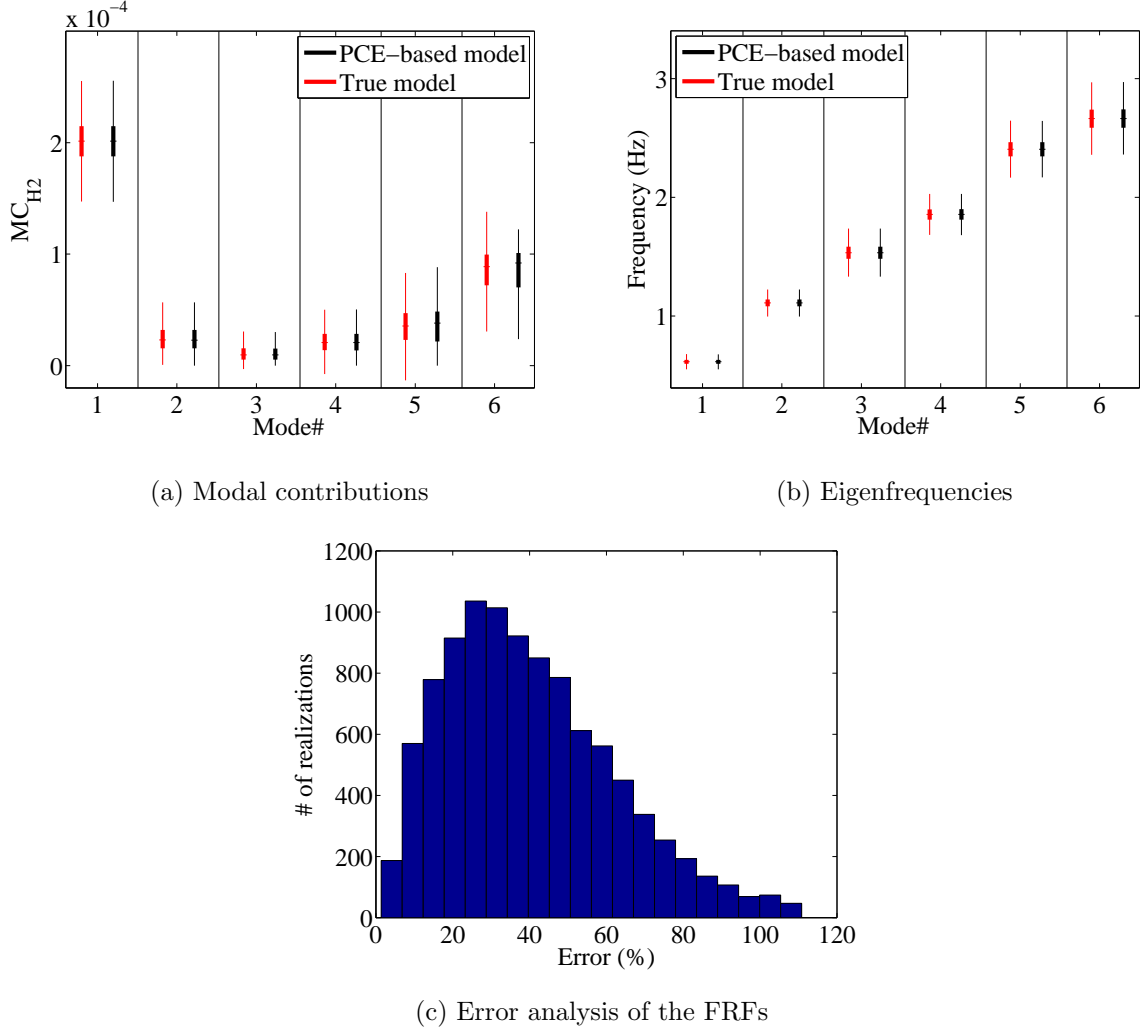 x 10⁻⁴
PCE−based model
True model
2
1
0
MC_H2
1 2 3 4 5 6
Mode#
(a) Modal contributions
PCE−based model
True model
3
2
1
Frequency (Hz)
1 2 3 4 5 6
Mode#
(b) Eigenfrequencies
1200
1000
800
600
400
200
0
# of realizations
0 20 40 60 80 100 120
Error (%)
(c) Error analysis of the FRFs